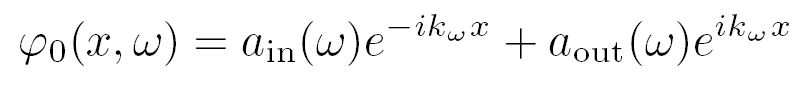 φ₀(x, ω) = a_in(ω)e^{−ik_ω x} + a_out(ω)e^{ik_ω x}